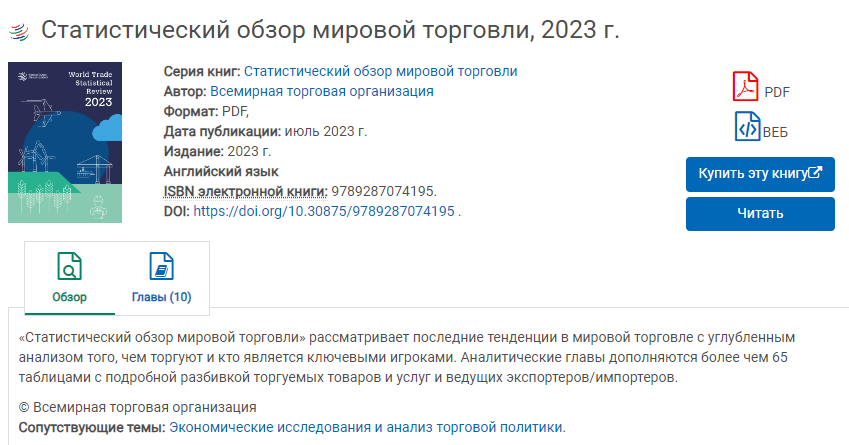 Статистический обзор мировой торговли, 2023 г.
World Trade
Statistical
Review
2023
Серия книг: Статистический обзор мировой торговли
Автор: Всемирная торговая организация
Формат: PDF,
Дата публикации: июль 2023 г.
Издание: 2023 г.
Английский язык
ISBN электронной книги: 9789287074195.
DOI: https://doi.org/10.30875/9789287074195 .
PDF
ВЕБ
Купить эту книгу
Читать
Обзор
Главы (10)
«Статистический обзор мировой торговли» рассматривает последние тенденции в мировой торговле с углубленным
анализом того, чем торгуют и кто является ключевыми игроками. Аналитические главы дополняются более чем 65
таблицами с подробной разбивкой торгуемых товаров и услуг и ведущих экспортеров/импортеров.
© Всемирная торговая организация
Сопутствующие темы: Экономические исследования и анализ торговой политики.